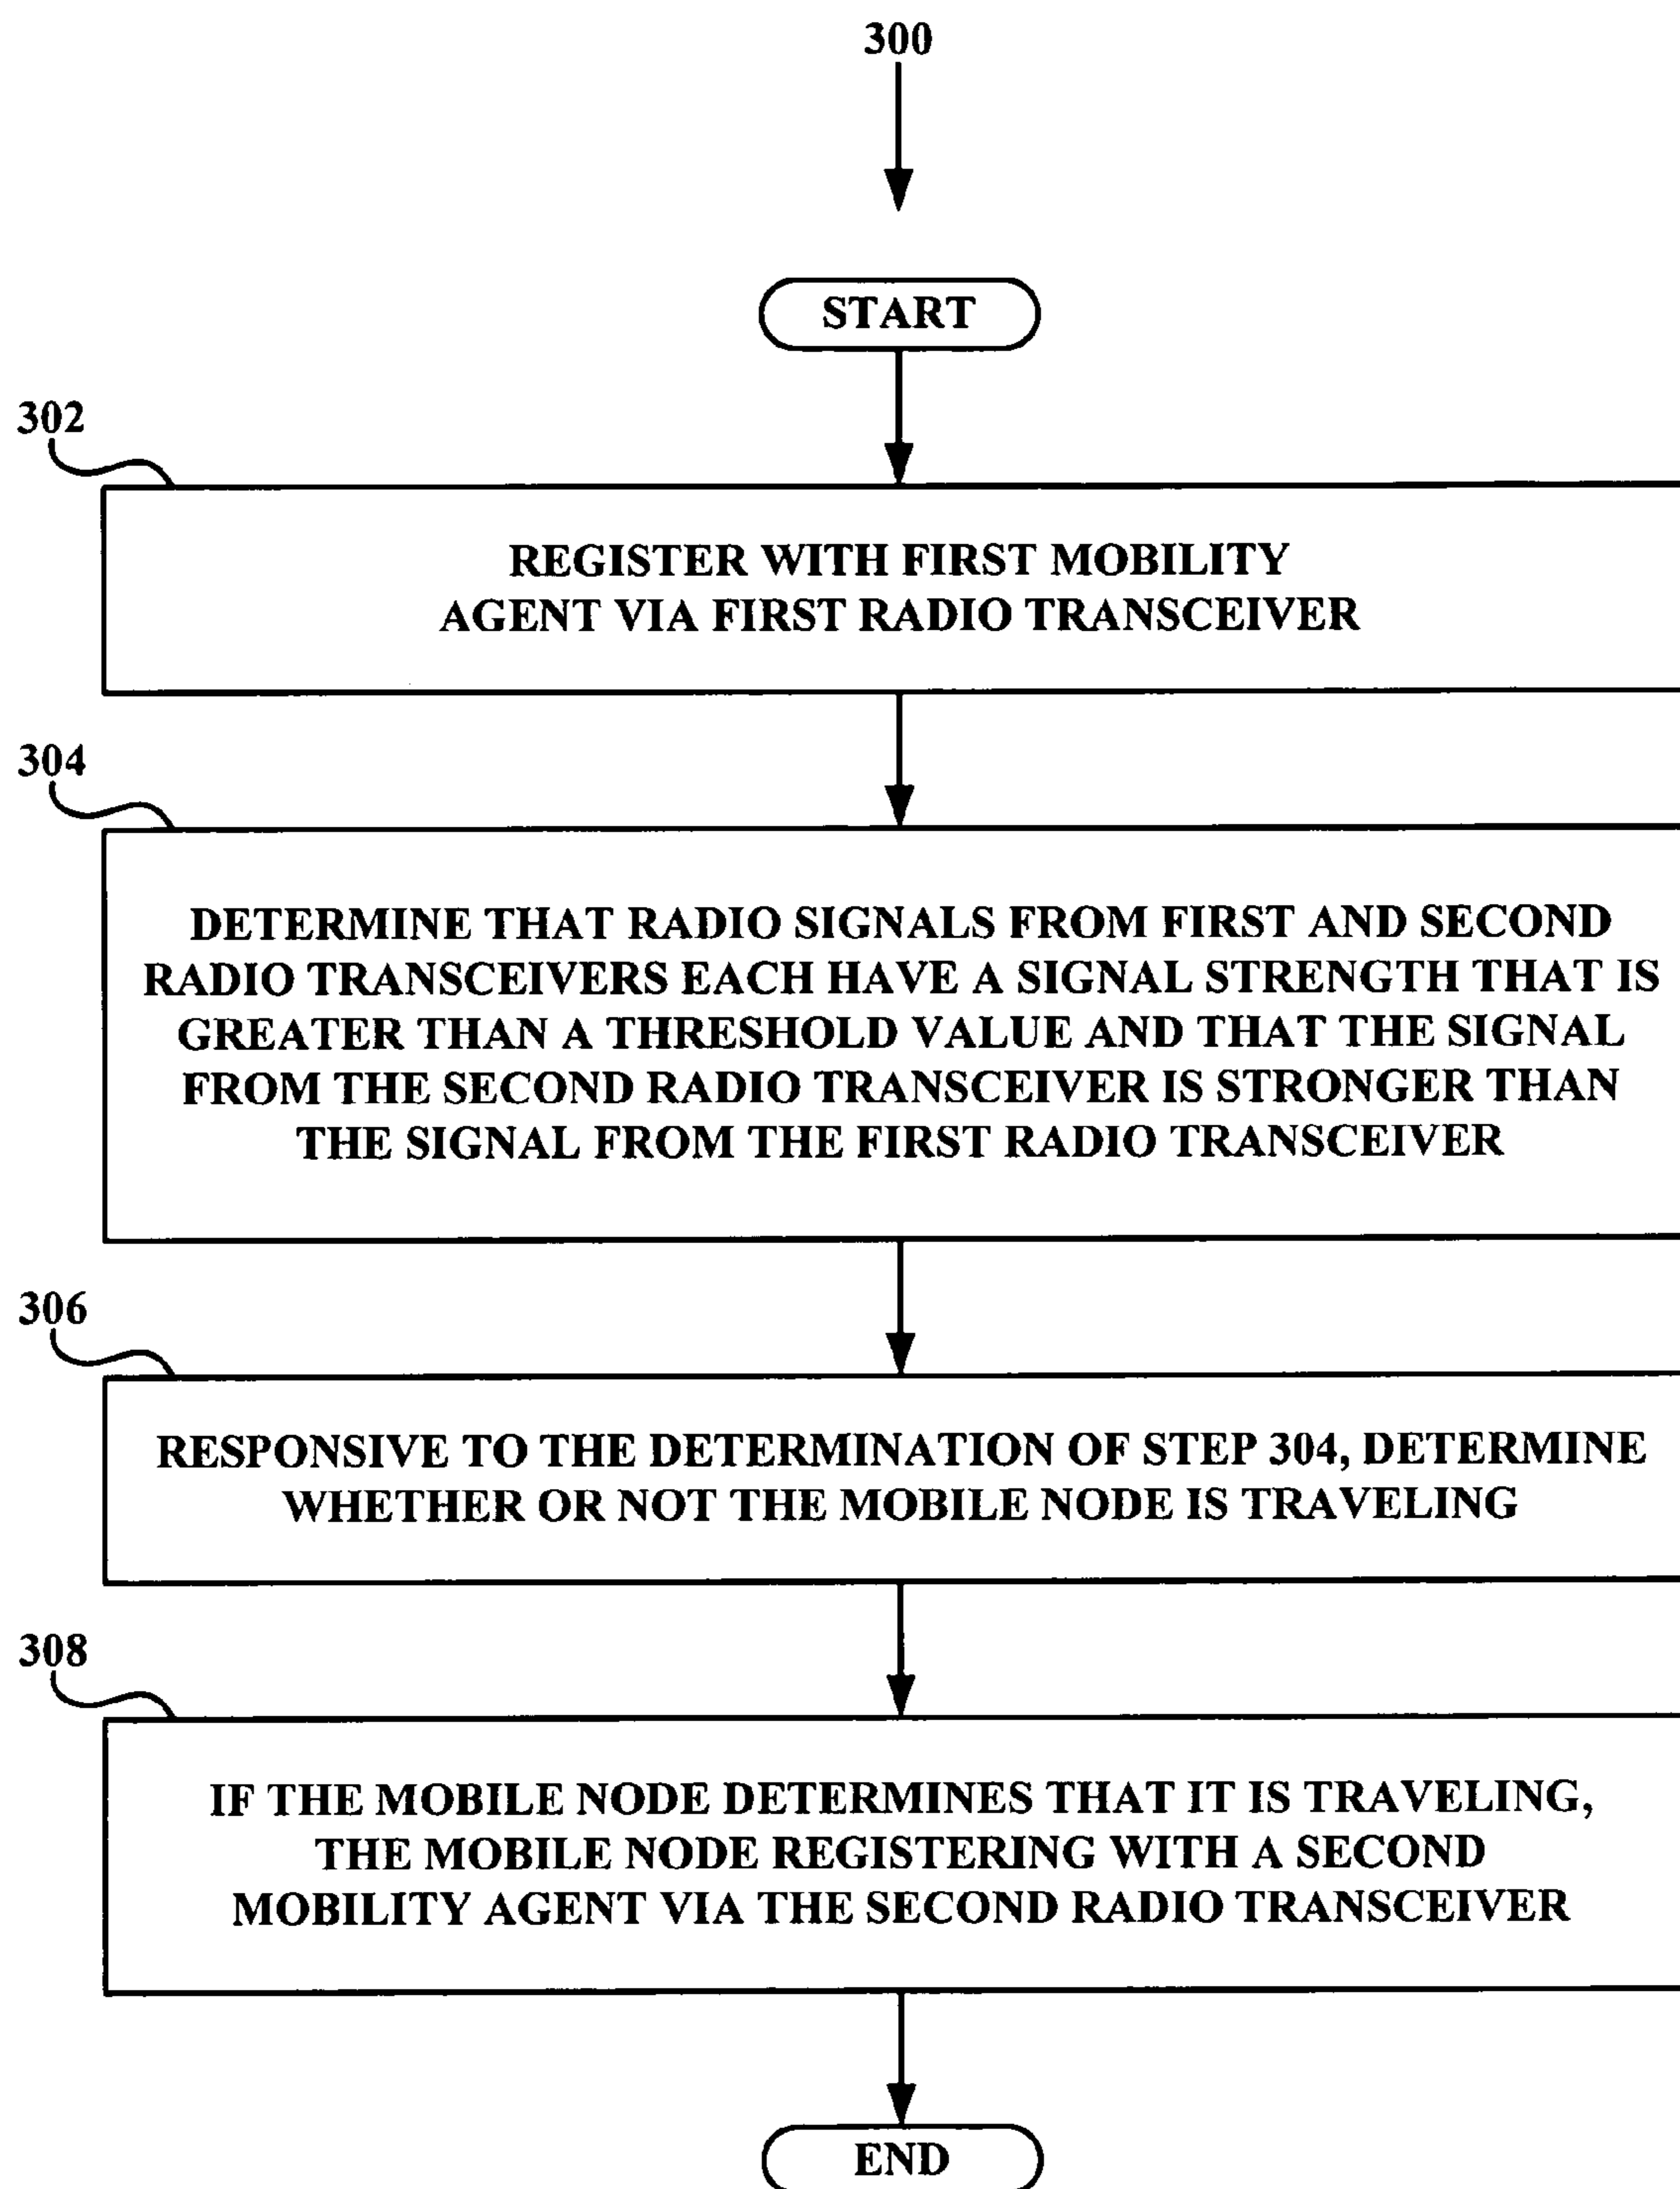 300
START
302
REGISTER WITH FIRST MOBILITY
AGENT VIA FIRST RADIO TRANSCEIVER
304
DETERMINE THAT RADIO SIGNALS FROM FIRST AND SECOND
RADIO TRANSCEIVERS EACH HAVE A SIGNAL STRENGTH THAT IS
GREATER THAN A THRESHOLD VALUE AND THAT THE SIGNAL
FROM THE SECOND RADIO TRANSCEIVER IS STRONGER THAN
THE SIGNAL FROM THE FIRST RADIO TRANSCEIVER
306
RESPONSIVE TO THE DETERMINATION OF STEP 304, DETERMINE
WHETHER OR NOT THE MOBILE NODE IS TRAVELING
308
IF THE MOBILE NODE DETERMINES THAT IT IS TRAVELING,
THE MOBILE NODE REGISTERING WITH A SECOND
MOBILITY AGENT VIA THE SECOND RADIO TRANSCEIVER
END